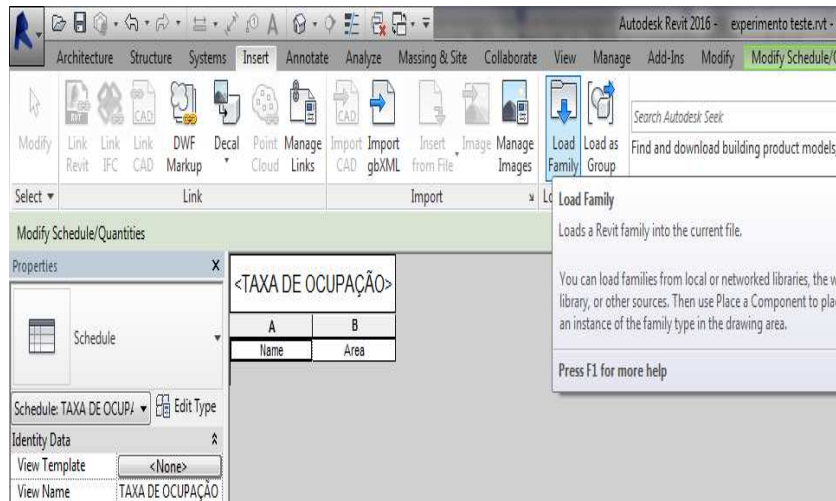 Autodesk Revit 2016 - experimento teste.rvt -
Architecture Structure Systems Insert Annotate Analyze Massing & Site Collaborate View Manage Add-Ins Modify Modify Schedule/
Modify
Link Revit
Link IFC
Link CAD
DWF Markup
Decal
Point Cloud
Manage Links
Import CAD
Import gbXML
Insert from File
Image
Manage Images
Load Family
Load as Group
Search Autodesk Seek
Find and download building product models,
Select Link Import
Load Family
Loads a Revit family into the current file.
You can load families from local or networked libraries, the
library, or other sources. Then use Place a Component to
an instance of the family type in the drawing area.
Press F1 for more help
Modify Schedule/Quantities
Properties X
Schedule
Schedule: TAXA DE OCUP
Edit Type
Identity Data
View Template <None>
View Name TAXA DE OCUPAÇÃO
<TAXA DE OCUPAÇÃO>
A B
Name Area